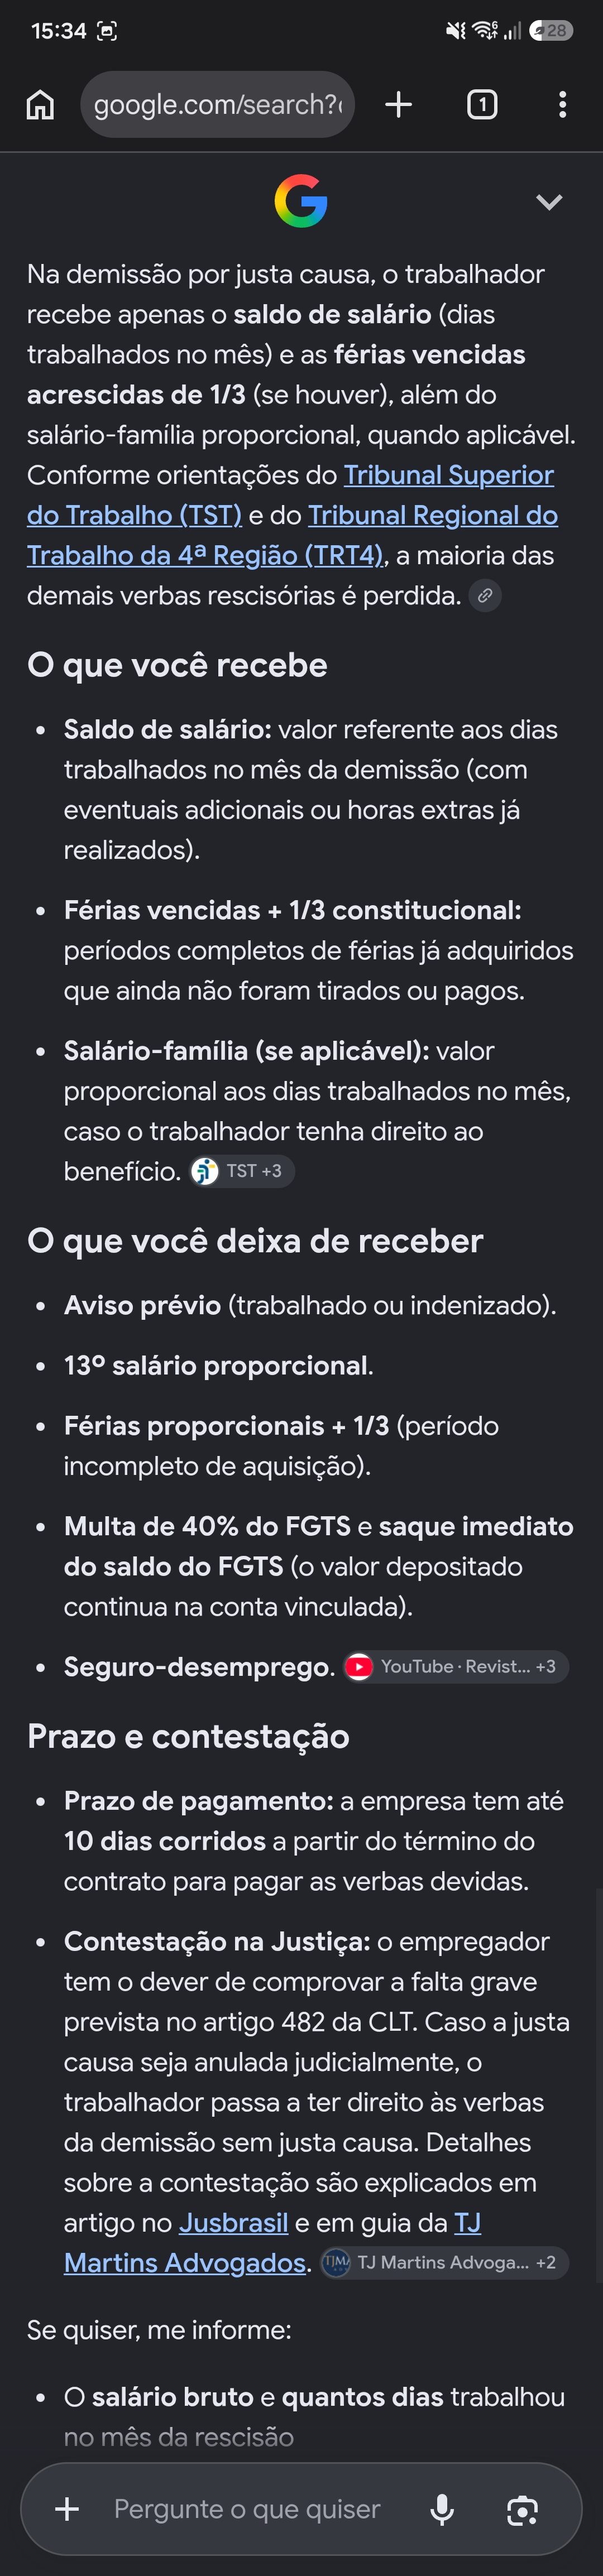 15:34
6
28
google.com/search?
1
Na demissão por justa causa, o trabalhador
recebe apenas o saldo de salário (dias
trabalhados no mês) e as férias vencidas
acrescidas de 1/3 (se houver), além do
salário-família proporcional, quando aplicável.
Conforme orientações do Tribunal Superior
do Trabalho (TST) e do Tribunal Regional do
Trabalho da 4ª Região (TRT4), a maioria das
demais verbas rescisórias é perdida.
O que você recebe
• Saldo de salário: valor referente aos dias
trabalhados no mês da demissão (com
eventuais adicionais ou horas extras já
realizados).
• Férias vencidas + 1/3 constitucional:
períodos completos de férias já adquiridos
que ainda não foram tirados ou pagos.
• Salário-família (se aplicável): valor
proporcional aos dias trabalhados no mês,
caso o trabalhador tenha direito ao
benefício. TST +3
O que você deixa de receber
• Aviso prévio (trabalhado ou indenizado).
• 13º salário proporcional.
• Férias proporcionais + 1/3 (período
incompleto de aquisição).
• Multa de 40% do FGTS e saque imediato
do saldo do FGTS (o valor depositado
continua na conta vinculada).
• Seguro-desemprego. YouTube · Revist... +3
Prazo e contestação
• Prazo de pagamento: a empresa tem até
10 dias corridos a partir do término do
contrato para pagar as verbas devidas.
• Contestação na Justiça: o empregador
tem o dever de comprovar a falta grave
prevista no artigo 482 da CLT. Caso a justa
causa seja anulada judicialmente, o
trabalhador passa a ter direito às verbas
da demissão sem justa causa. Detalhes
sobre a contestação são explicados em
artigo no Jusbrasil e em guia da TJ
Martins Advogados. TJM TJ Martins Advoga... +2
Se quiser, me informe:
• O salário bruto e quantos dias trabalhou
no mês da rescisão
Pergunte o que quiser